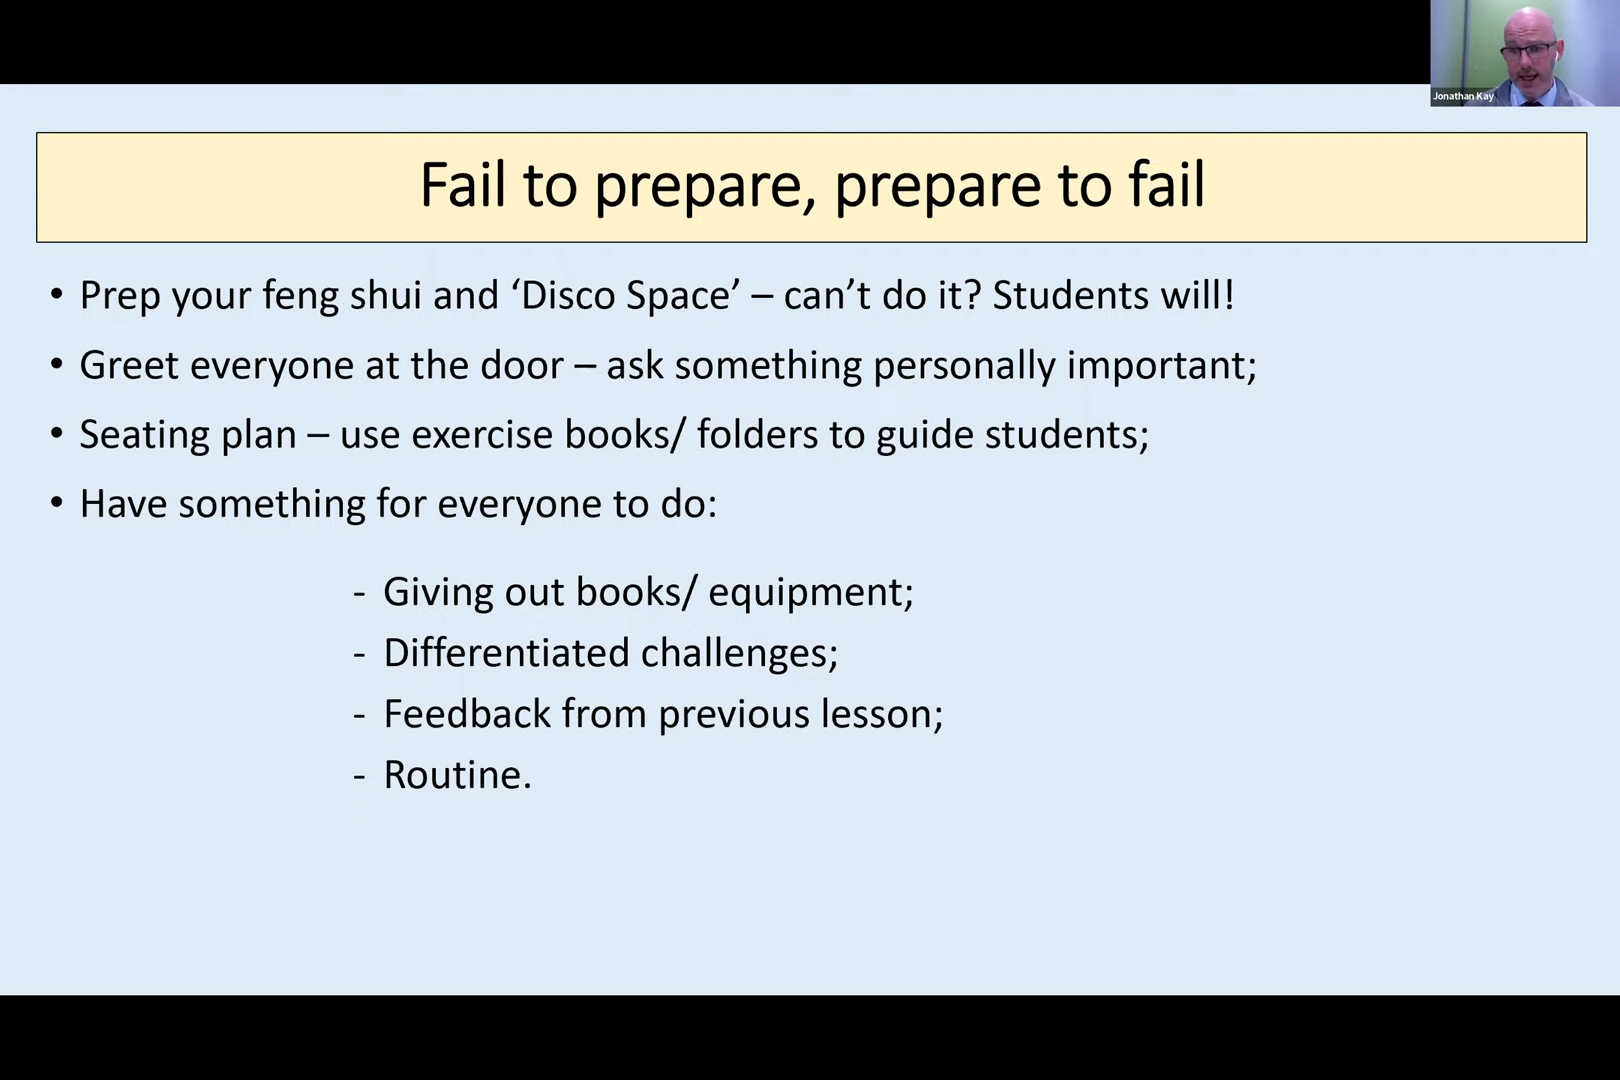 Jonathan Kay
Fail to prepare, prepare to fail
• Prep your feng shui and ‘Disco Space’ – can’t do it? Students will!
• Greet everyone at the door – ask something personally important;
• Seating plan – use exercise books/ folders to guide students;
• Have something for everyone to do:
- Giving out books/ equipment;
- Differentiated challenges;
- Feedback from previous lesson;
- Routine.